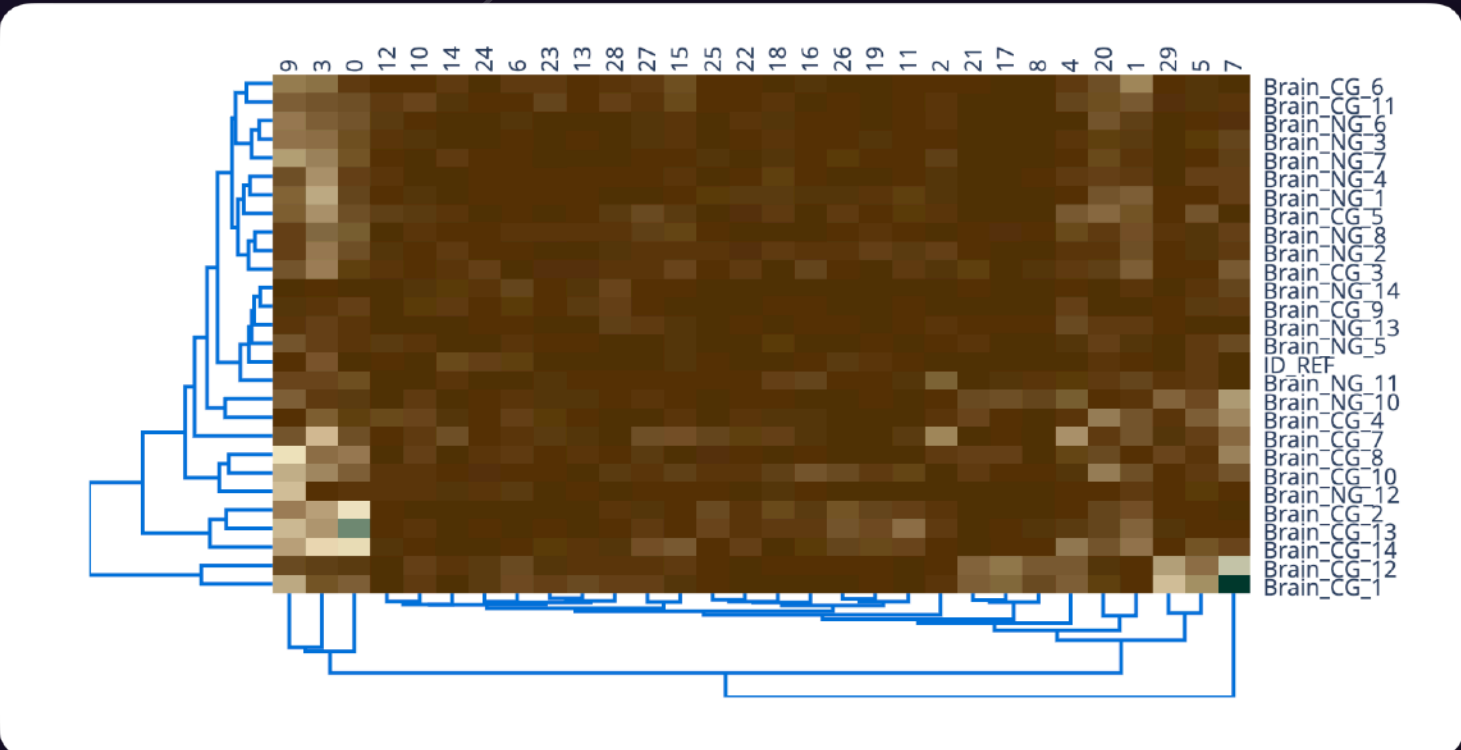 9 3 0 12 10 14 24 6 23 13 28 27 15 25 22 18 16 26 19 11 2 21 17 8 4 20 1 29 5 7
Brain_CG_6
Brain_CG_11
Brain_NG_6
Brain_NG_3
Brain_NG_7
Brain_NG_4
Brain_NG_1
Brain_CG_5
Brain_NG_8
Brain_NG_2
Brain_CG_3
Brain_NG_14
Brain_CG_9
Brain_NG_13
Brain_NG_5
ID_REF
Brain_NG_11
Brain_NG_10
Brain_CG_4
Brain_CG_7
Brain_CG_8
Brain_CG_10
Brain_NG_12
Brain_CG_2
Brain_CG_13
Brain_CG_14
Brain_CG_12
Brain_CG_1